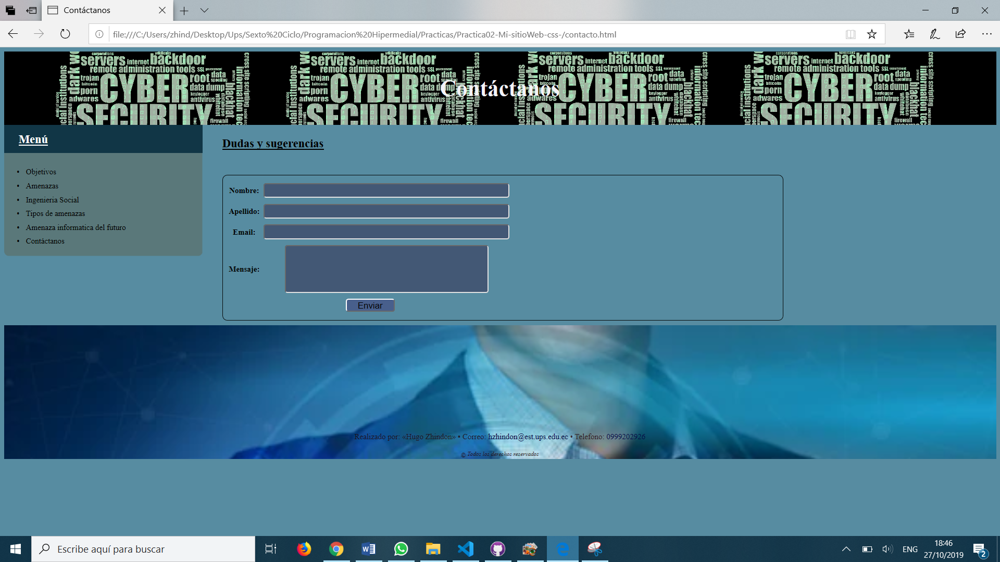 Contáctanos
file:///C:/Users/zhind/Desktop/Ups/Sexto%20Ciclo/Programacion%20Hipermedial/Practicas/Practica02-Mi-sitioWeb-css-/contacto.html
servers internet backdoor
remote administration tools SSL government
trojan CYBER root data
bitcoin spoofing
porn data dump
adwares keylogger antivirus
SECURITY
firewall
dark
cross site scripting
Contáctanos
Menú
• Objetivos
• Amenazas
• Ingenieria Social
• Tipos de amenazas
• Amenaza informatica del futuro
• Contáctanos
Dudas y sugerencias
Nombre:
Apellido:
Email:
Mensaje:
Enviar
Realizado por: «Hugo Zhindon» • Correo: hzhindon@est.ups.edu.ec • Telefono: 0999202926
© Todos los derechos reservados
Escribe aquí para buscar
ENG
18:46
27/10/2019
2